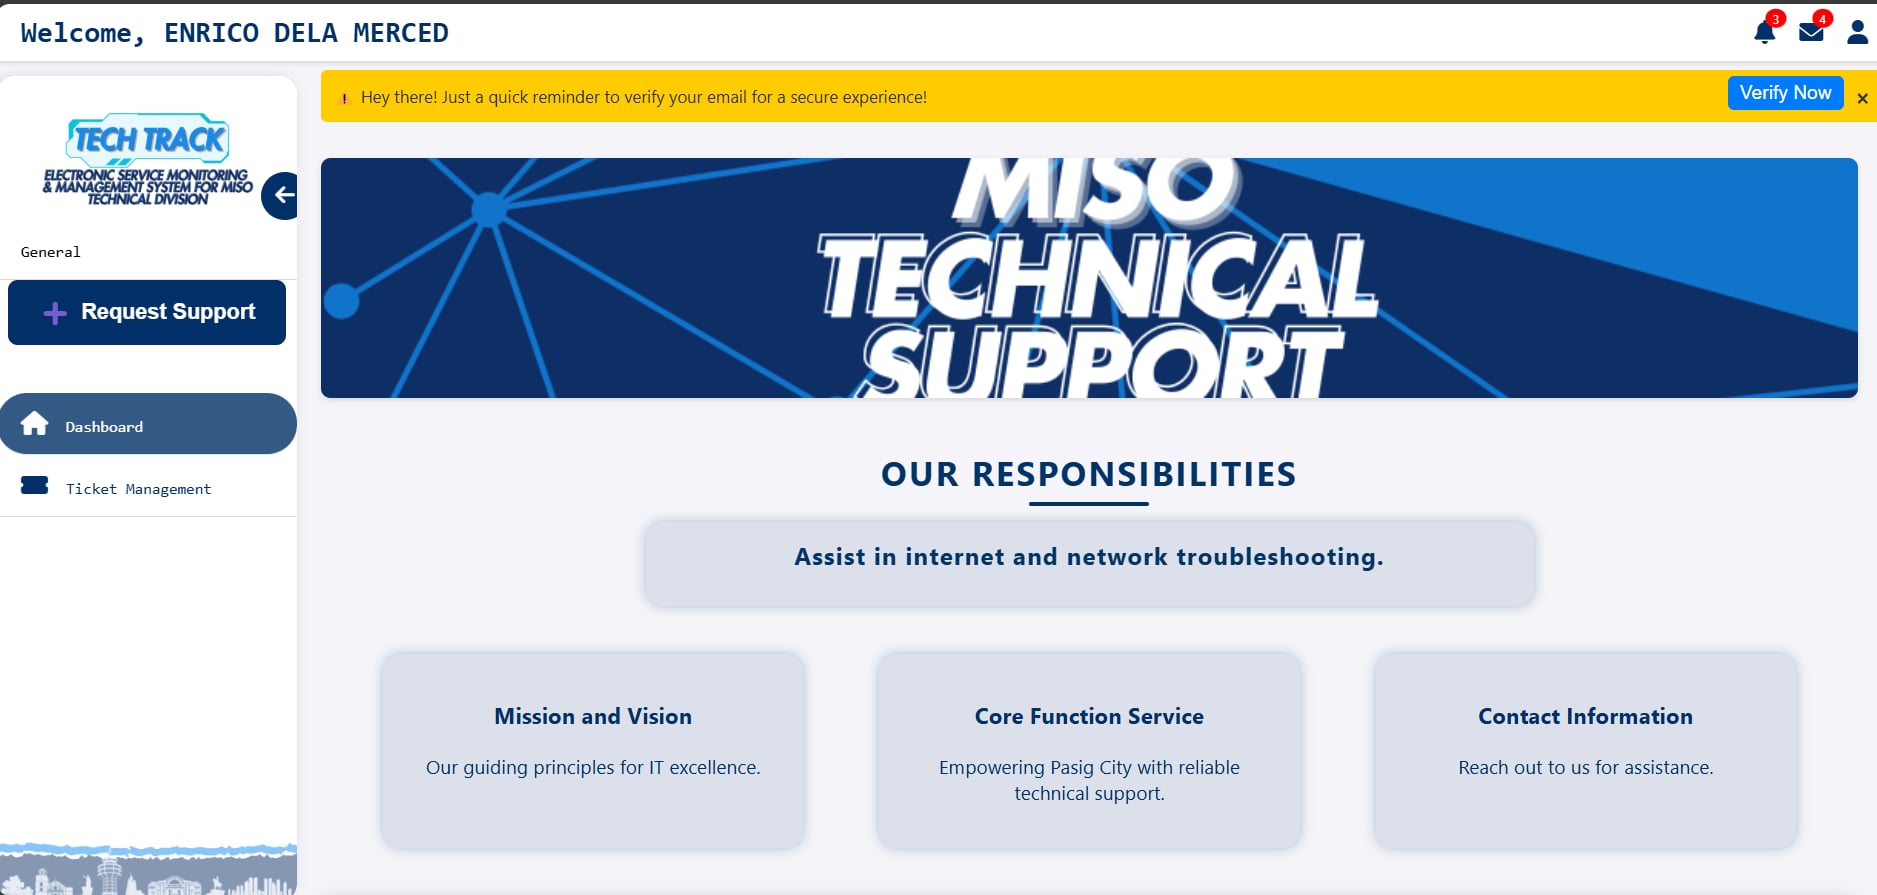 Welcome, ENRICO DELA MERCED
3
4
Hey there! Just a quick reminder to verify your email for a secure experience!
Verify Now
×
TECH TRACK
ELECTRONIC SERVICE MONITORING
& MANAGEMENT SYSTEM FOR MISO
TECHNICAL DIVISION
General
Request Support
Dashboard
Ticket Management
MISO
TECHNICAL
SUPPORT
OUR RESPONSIBILITIES
Assist in internet and network troubleshooting.
Mission and Vision
Our guiding principles for IT excellence.
Core Function Service
Empowering Pasig City with reliable
technical support.
Contact Information
Reach out to us for assistance.